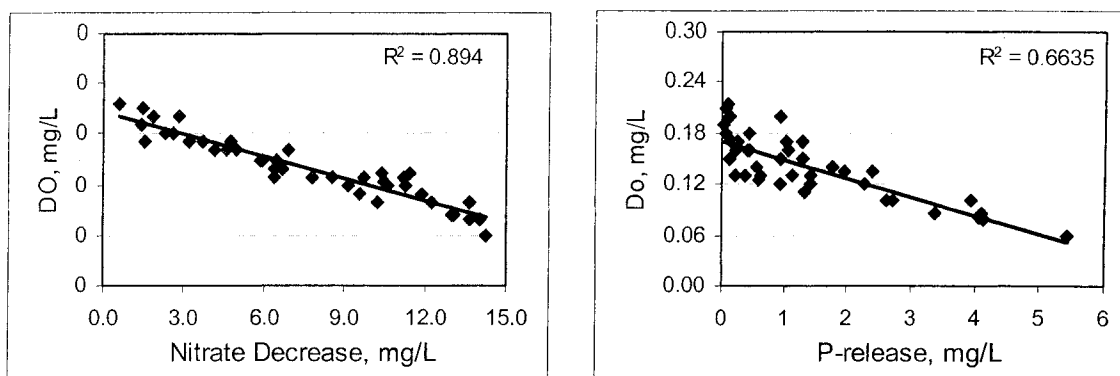 R² = 0.894
DO, mg/L
0
0
0
0
0
0
0.0 3.0 6.0 9.0 12.0 15.0
Nitrate Decrease, mg/L
R² = 0.6635
Do, mg/L
0.30
0.24
0.18
0.12
0.06
0.00
0 1 2 3 4 5 6
P-release, mg/L